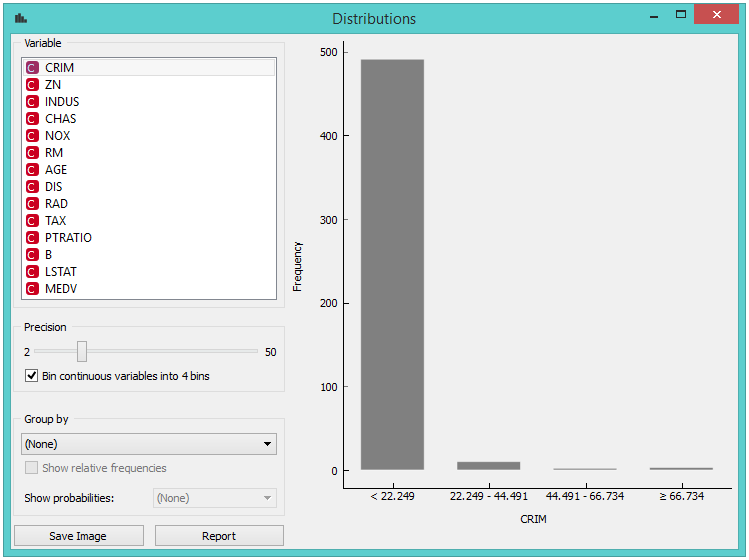 Distributions
Variable
C CRIM
C ZN
C INDUS
C CHAS
C NOX
C RM
C AGE
C DIS
C RAD
C TAX
C PTRATIO
C B
C LSTAT
C MEDV
Precision
2 50
Bin continuous variables into 4 bins
Group by
(None)
Show relative frequencies
Show probabilities: (None)
Save Image Report
500
400
300
200
100
0
Frequency
< 22.249 22.249 - 44.491 44.491 - 66.734 ≥ 66.734
CRIM